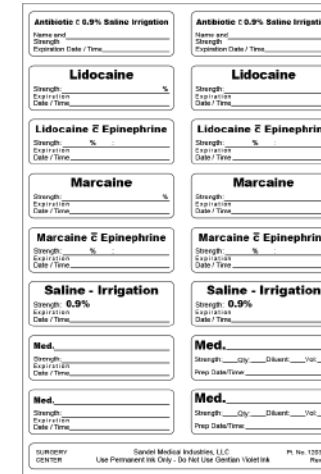 Antibiotic c̄ 0.9% Saline Irrigation
Name and
Strength
Expiration Date / Time
Lidocaine
Strength: %
Expiration
Date / Time
Lidocaine c̄ Epinephrine
Strength: % :
Expiration
Date / Time
Marcaine
Strength: %
Expiration
Date / Time
Marcaine c̄ Epinephrine
Strength: % :
Expiration
Date / Time
Saline - Irrigation
Strength: 0.9%
Expiration
Date / Time
Med.
Strength:
Expiration
Date / Time
Med.
Strength:
Expiration
Date / Time
Antibiotic c̄ 0.9% Saline Irrigati
Name and
Strength
Expiration Date / Time
Lidocaine
Strength:
Expiration
Date / Time
Lidocaine c̄ Epinephrin
Strength: % :
Expiration
Date / Time
Marcaine
Strength:
Expiration
Date / Time
Marcaine c̄ Epinephrin
Strength: % :
Expiration
Date / Time
Saline - Irrigation
Strength: 0.9%
Expiration
Date / Time
Med.
Strength: Qty: Diluent: Vol:
Prep Date/Time:
Med.
Strength: Qty: Diluent: Vol:
Prep Date/Time:
SURGERY
CENTER
Sandel Medical Industries, LLC
Use Permanent Ink Only - Do Not Use Gentian Violet Ink
Pt. No. 1203